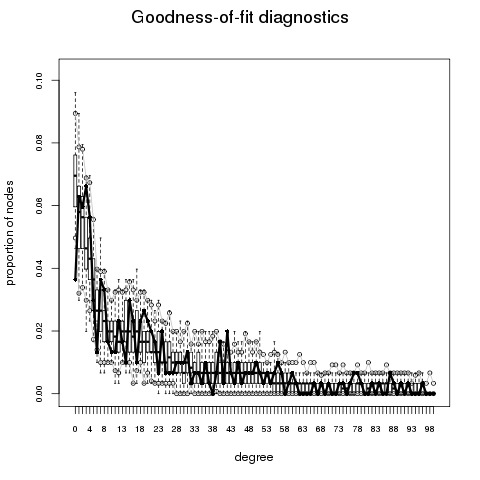 Goodness-of-fit diagnostics
proportion of nodes
0.10
0.08
0.06
0.04
0.02
0.00
0 4 8 13 18 23 28 33 38 43 48 53 58 63 68 73 78 83 88 93 98
degree